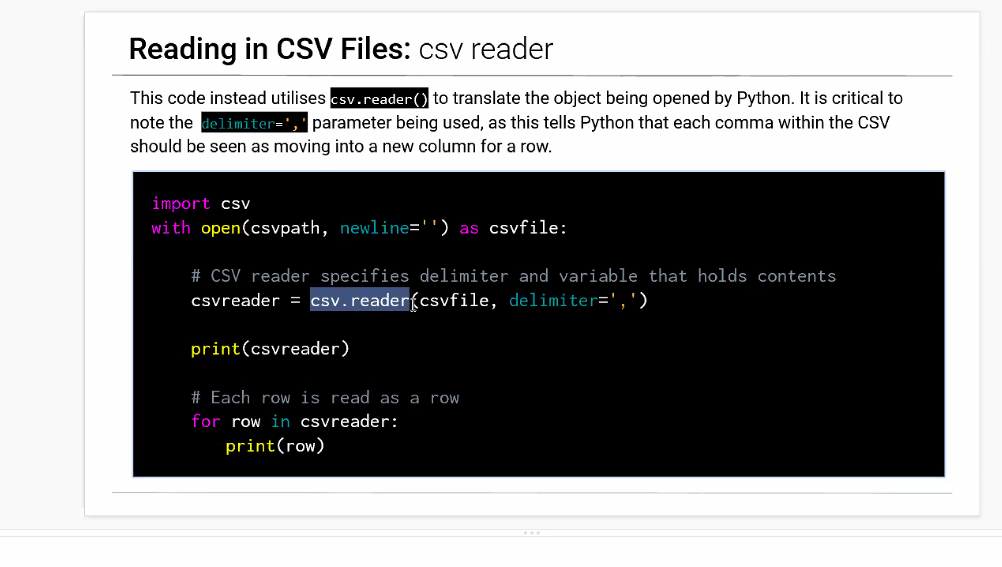 Reading in CSV Files: csv reader
This code instead utilises csv.reader() to translate the object being opened by Python. It is critical to
note the delimiter=',' parameter being used, as this tells Python that each comma within the CSV
should be seen as moving into a new column for a row.
import csv
with open(csvpath, newline='') as csvfile:
# CSV reader specifies delimiter and variable that holds contents
csvreader = csv.reader(csvfile, delimiter=',')
print(csvreader)
# Each row is read as a row
for row in csvreader:
print(row)